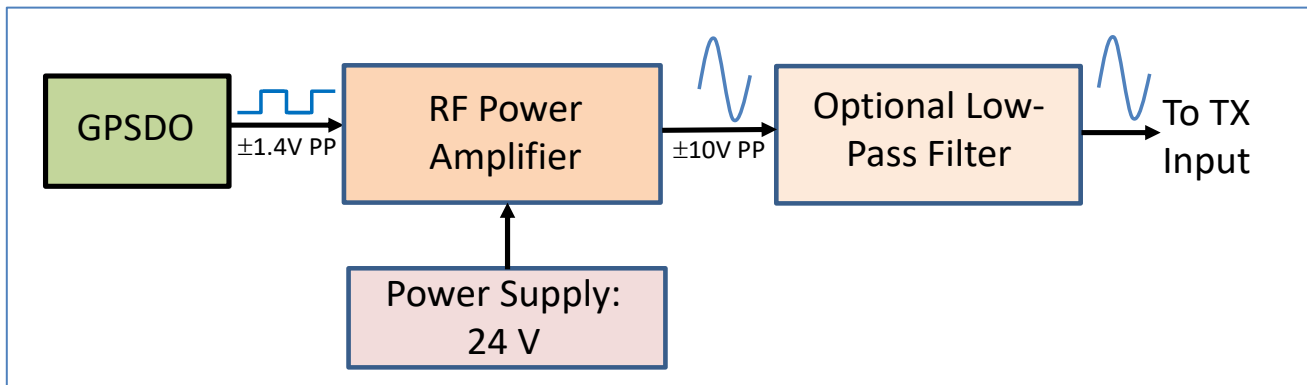 GPSDO
±1.4V PP
RF Power
Amplifier
±10V PP
Optional Low-
Pass Filter
To TX
Input
Power Supply:
24 V